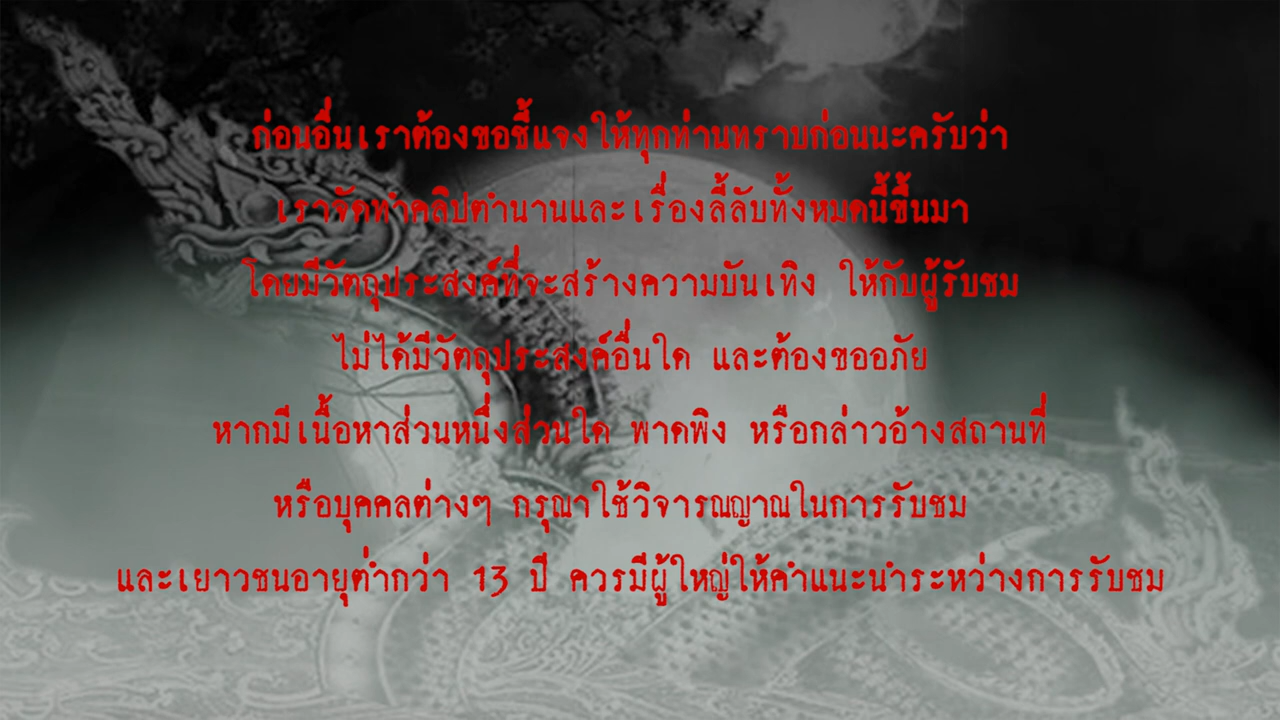 ก่อนอื่นเราต้องขอชี้แจงให้ทุกท่านทราบก่อนนะครับว่า
เราจัดทำคลิปตำนานและเรื่องลี้ลับทั้งหมดนี้ขึ้นมา
โดยมีวัตถุประสงค์ที่จะสร้างความบันเทิง ให้กับผู้รับชม
ไม่ได้มีวัตถุประสงค์อื่นใด และต้องขออภัย
หากมีเนื้อหาส่วนหนึ่งส่วนใด พาดพิง หรือกล่าวอ้างสถานที่
หรือบุคคลต่างๆ กรุณาใช้วิจารณญาณในการรับชม
และเยาวชนอายุต่ำกว่า 13 ปี ควรมีผู้ใหญ่ให้คำแนะนำระหว่างการรับชม